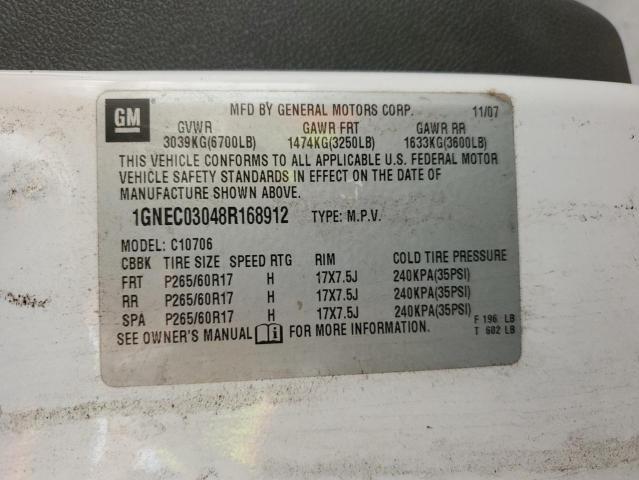 GM MFD BY GENERAL MOTORS CORP. 11/07
GVWR GAWR FRT GAWR RR
3039KG(6700LB) 1474KG(3250LB) 1633KG(3600LB)
THIS VEHICLE CONFORMS TO ALL APPLICABLE U.S. FEDERAL MOTOR
VEHICLE SAFETY STANDARDS IN EFFECT ON THE DATE OF
MANUFACTURE SHOWN ABOVE.
1GNEC03048R168912 TYPE: M.P.V.
MODEL: C10706
CBBK TIRE SIZE SPEED RTG RIM COLD TIRE PRESSURE
FRT P265/60R17 H 17X7.5J 240KPA(35PSI)
RR P265/60R17 H 17X7.5J 240KPA(35PSI)
SPA P265/60R17 H 17X7.5J 240KPA(35PSI)
SEE OWNER'S MANUAL FOR MORE INFORMATION.
F 196 LB
T 602 LB